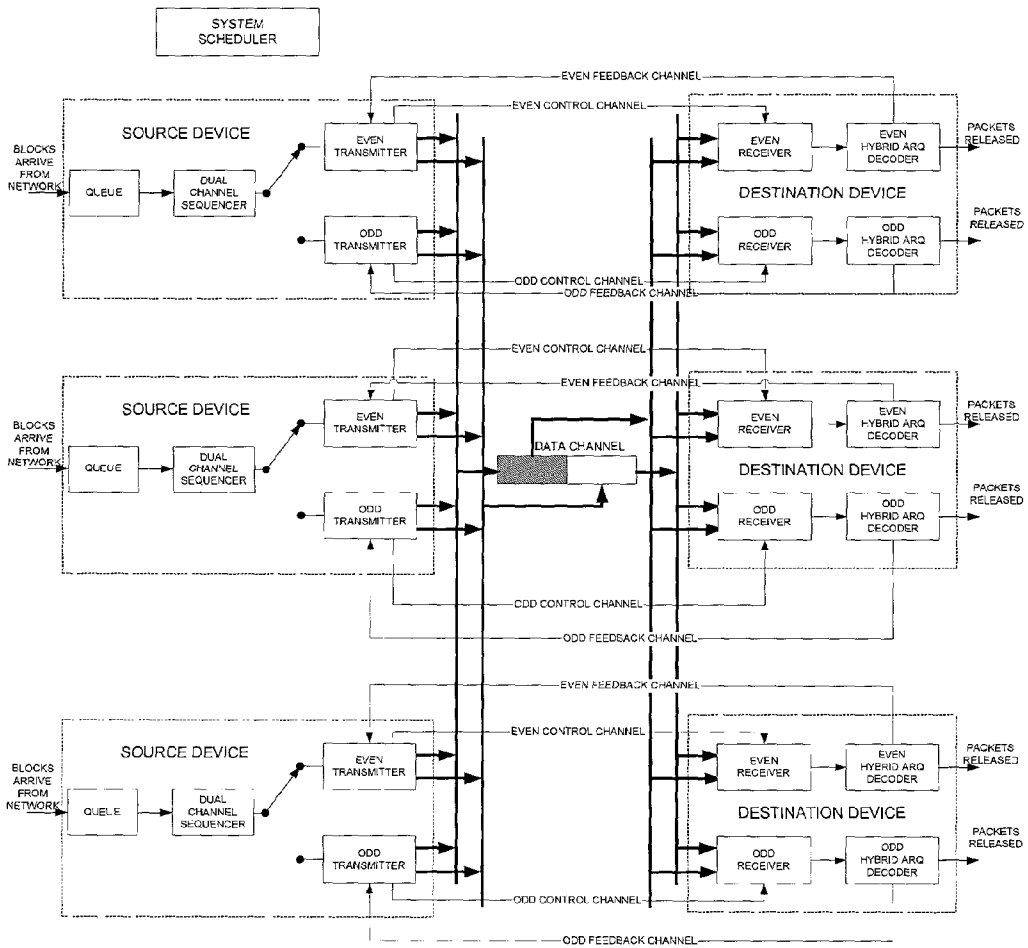 SYSTEM
SCHEDULER
EVEN FEEDBACK CHANNEL
EVEN CONTROL CHANNEL
SOURCE DEVICE
BLOCKS
ARRIVE
FROM
NETWORK
QUEUE
DUAL
CHANNEL
SEQUENCER
EVEN
TRANSMITTER
ODD
TRANSMITTER
EVEN
RECEIVER
EVEN
HYBRID ARQ
DECODER
PACKETS
RELEASED
DESTINATION DEVICE
ODD
RECEIVER
ODD
HYBRID ARQ
DECODER
PACKETS
RELEASED
ODD CONTROL CHANNEL
ODD FEEDBACK CHANNEL
EVEN CONTROL CHANNEL
EVEN FEEDBACK CHANNEL
SOURCE DEVICE
BLOCKS
ARRIVE
FROM
NETWORK
QUEUE
DUAL
CHANNEL
SEQUENCER
EVEN
TRANSMITTER
ODD
TRANSMITTER
DATA CHANNEL
EVEN
RECEIVER
EVEN
HYBRID ARQ
DECODER
PACKETS
RELEASED
DESTINATION DEVICE
ODD
RECEIVER
ODD
HYBRID ARQ
DECODER
PACKETS
RELEASED
ODD CONTROL CHANNEL
ODD FEEDBACK CHANNEL
EVEN FEEDBACK CHANNEL
EVEN CONTROL CHANNEL
SOURCE DEVICE
BLOCKS
ARRIVE
FROM
NETWORK
QUEUE
DUAL
CHANNEL
SEQUENCER
EVEN
TRANSMITTER
ODD
TRANSMITTER
EVEN
RECEIVER
EVEN
HYBRID ARQ
DECODER
PACKETS
RELEASED
DESTINATION DEVICE
ODD
RECEIVER
ODD
HYBRID ARQ
DECODER
PACKETS
RELEASED
ODD CONTROL CHANNEL
ODD FEEDBACK CHANNEL